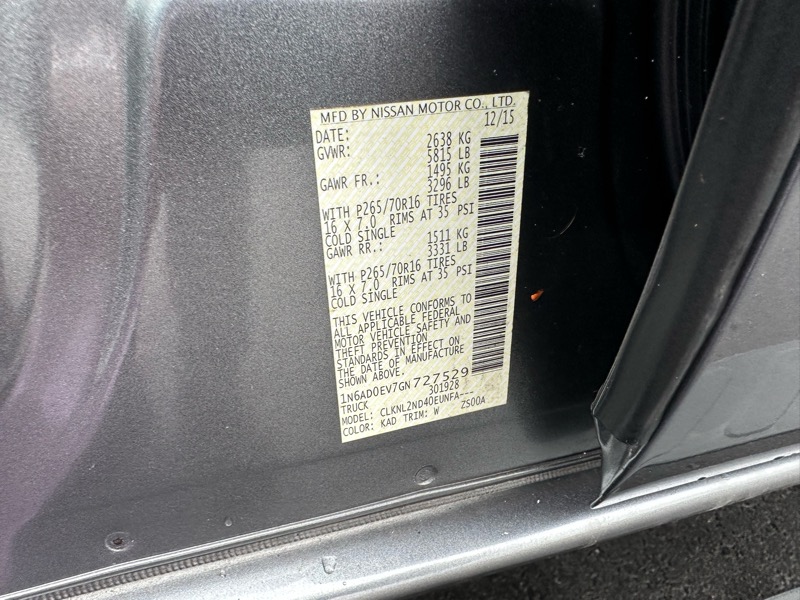 MFD BY NISSAN MOTOR CO., LTD.
DATE: 12/15
GVWR: 2638 KG
5815 LB
GAWR FR.: 1495 KG
3296 LB
WITH P265/70R16 TIRES
16 X 7.0 RIMS AT 35 PSI
COLD SINGLE
GAWR RR.: 1511 KG
3331 LB
WITH P265/70R16 TIRES
16 X 7.0 RIMS AT 35 PSI
COLD SINGLE
THIS VEHICLE CONFORMS TO
ALL APPLICABLE FEDERAL
MOTOR VEHICLE SAFETY AND
THEFT PREVENTION
STANDARDS IN EFFECT ON
THE DATE OF MANUFACTURE
SHOWN ABOVE.
1N6AD0EV7GN727529
TRUCK 301928
MODEL: CLKNL2ND40EUNFA---
COLOR: KAD TRIM: W ZS00A